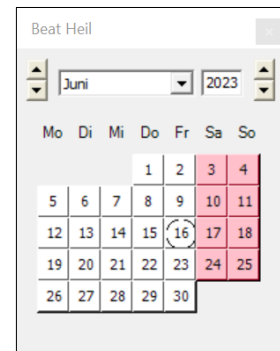 Beat Heil
Juni 2023
Mo Di Mi Do Fr Sa So
1 2 3 4
5 6 7 8 9 10 11
12 13 14 15 16 17 18
19 20 21 22 23 24 25
26 27 28 29 30